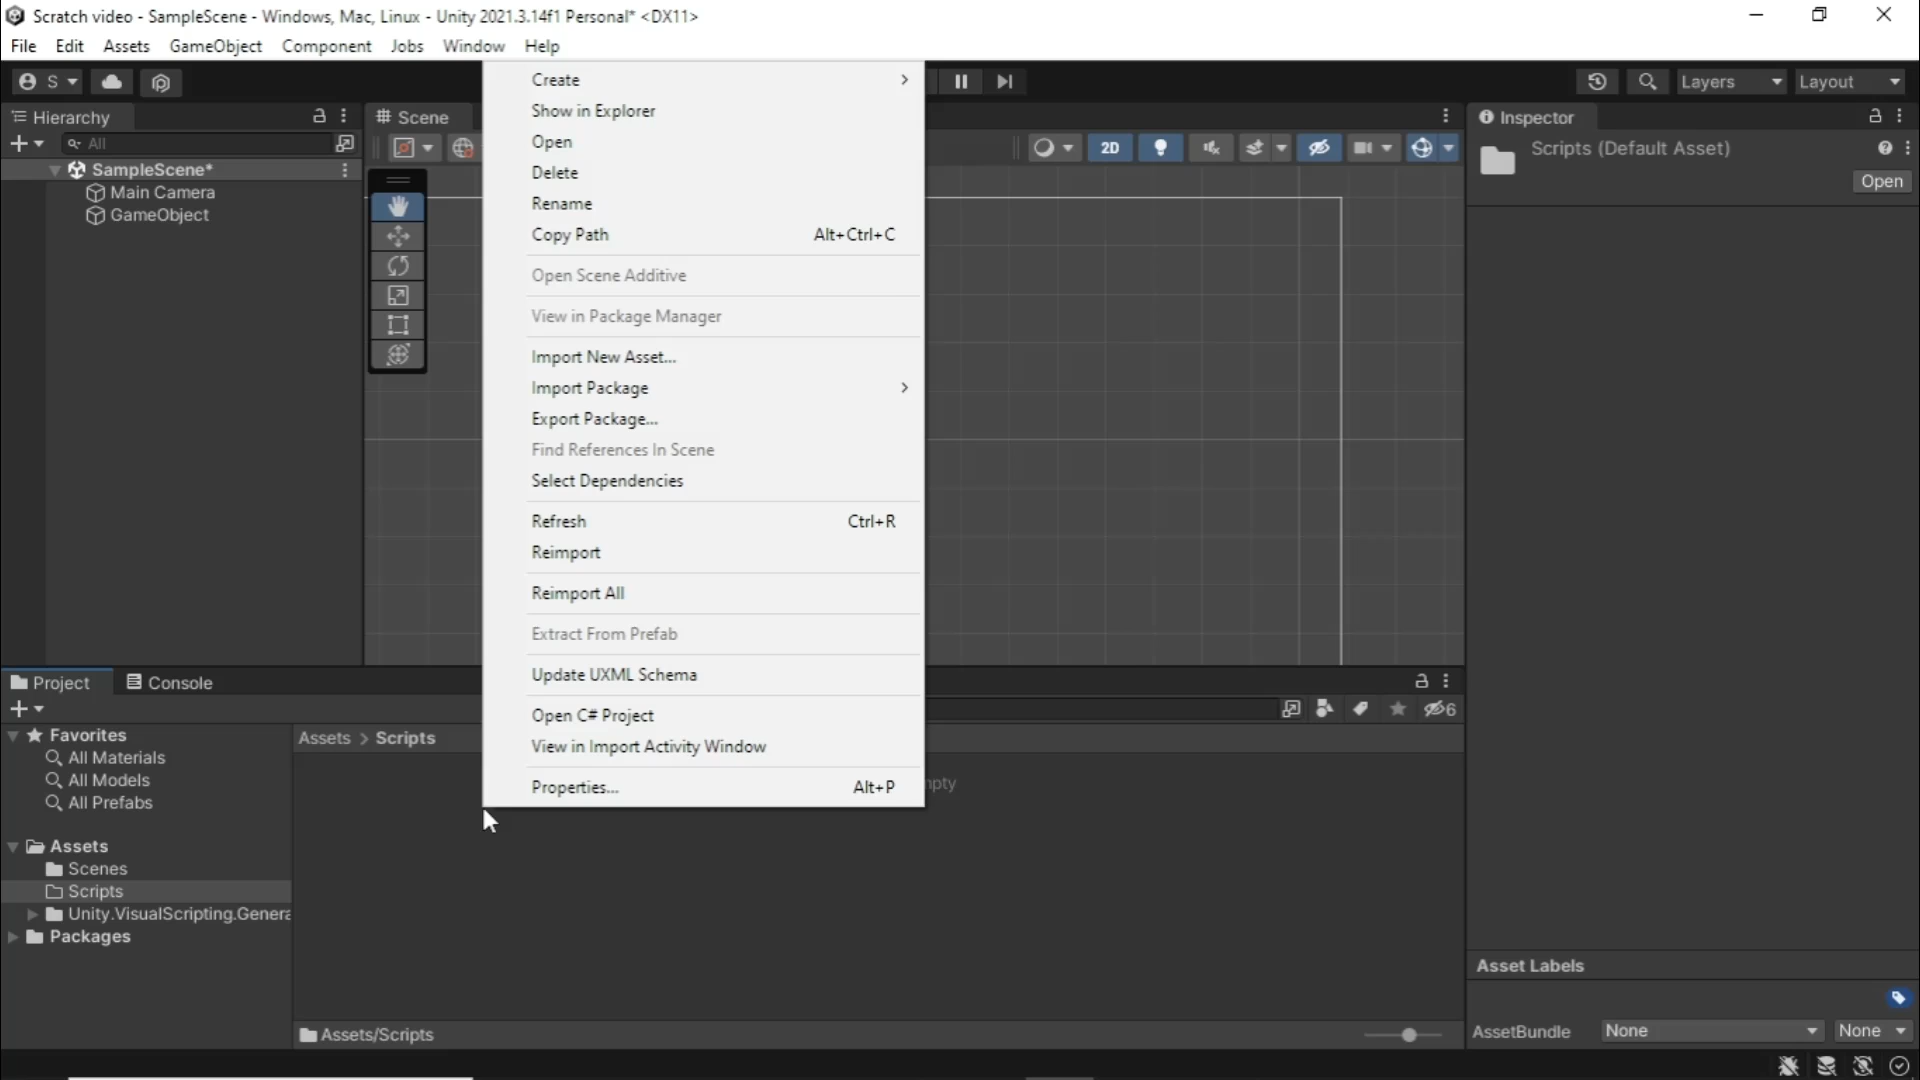 Scratch video - SampleScene - Windows, Mac, Linux - Unity 2021.3.14f1 Personal* <DX11>
File Edit Assets GameObject Component Jobs Window Help
S
Layers
Layout
Hierarchy
All
SampleScene*
Main Camera
GameObject
Scene
2D
Create
Show in Explorer
Open
Delete
Rename
Copy Path Alt+Ctrl+C
Open Scene Additive
View in Package Manager
Import New Asset...
Import Package
Export Package...
Find References In Scene
Select Dependencies
Refresh Ctrl+R
Reimport
Reimport All
Extract From Prefab
Update UXML Schema
Open C# Project
View in Import Activity Window
Properties... Alt+P
Inspector
Scripts (Default Asset)
Open
Project
Console
6
Favorites
All Materials
All Models
All Prefabs
Assets
Scenes
Scripts
Unity.VisualScripting.Genera
Packages
Assets > Scripts
mpty
Assets/Scripts
Asset Labels
AssetBundle None None